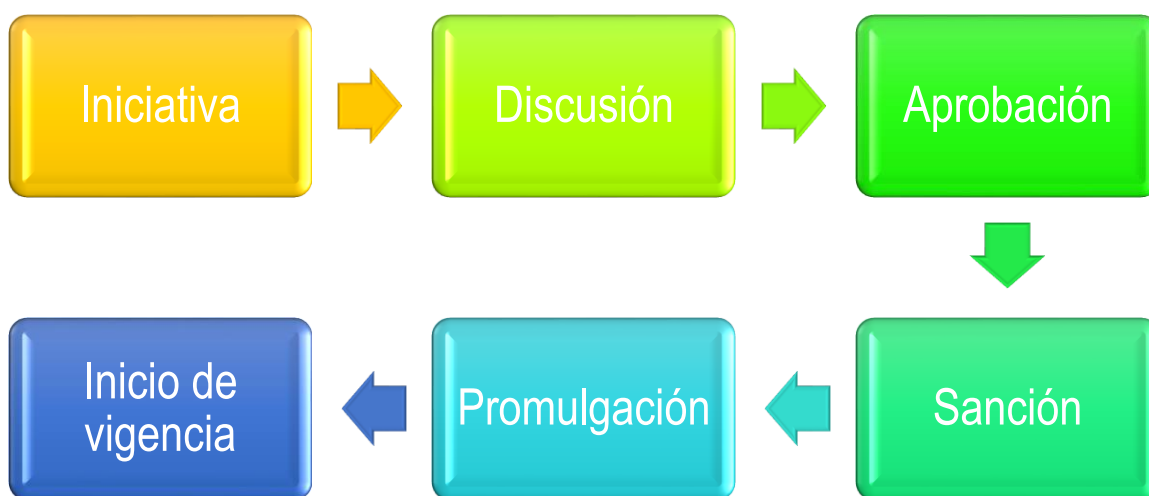 Iniciativa
Discusión
Aprobación
Sanción
Promulgación
Inicio de
vigencia